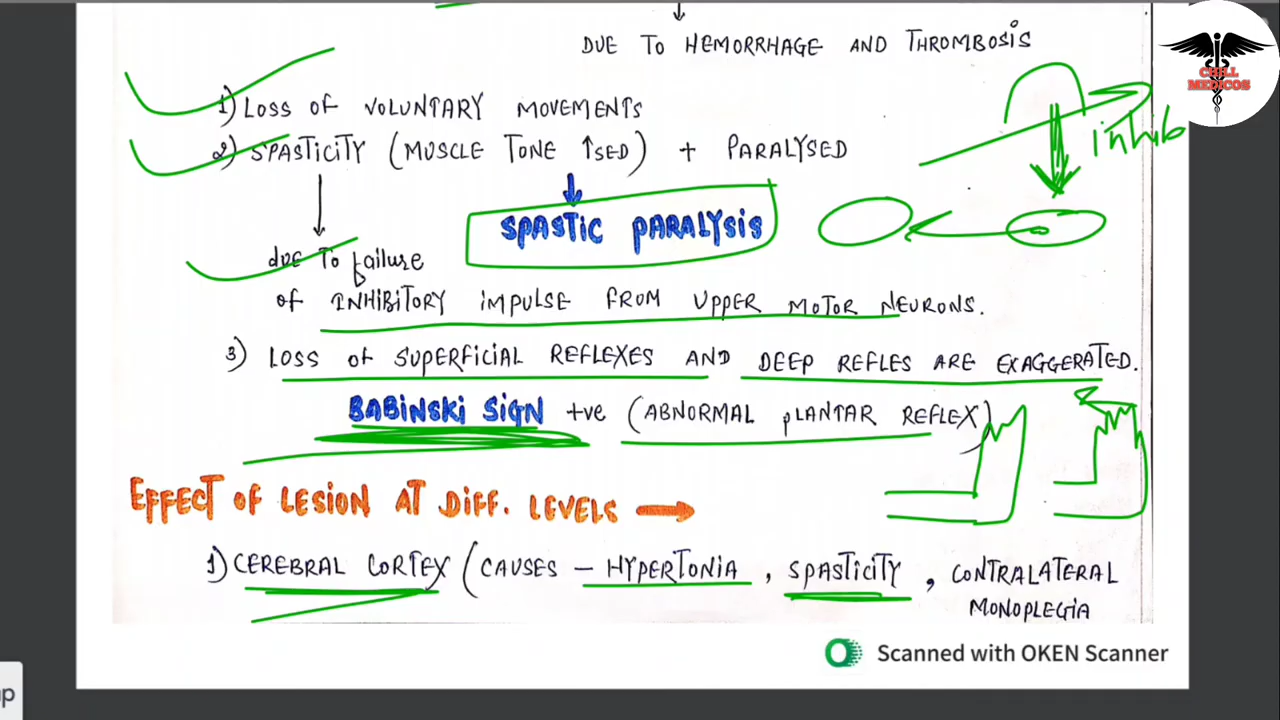 DUE TO HEMORRHAGE AND THROMBOSIS
CHILL
MEDICOS
1) LOSS OF VOLUNTARY MOVEMENTS
inhib
2) SPASTICITY (MUSCLE TONE ↑SED) + PARALYSED
SPASTIC PARALYSIS
due To failure
of INHIBITORY IMPULSE FROM UPPER MOTOR NEURONS.
3) LOSS of SUPERFICIAL REFLEXES AND DEEP REFLES ARE EXAGGERATED.
BABINSKI SIGN +ve (ABNORMAL PLANTAR REFLEX)
EFFECT OF LESION AT DIFF. LEVELS →
1) CEREBRAL CORTEX (CAUSES – HYPERTONIA, SPASTICITY, CONTRALATERAL
MONOPLEGIA
Scanned with OKEN Scanner